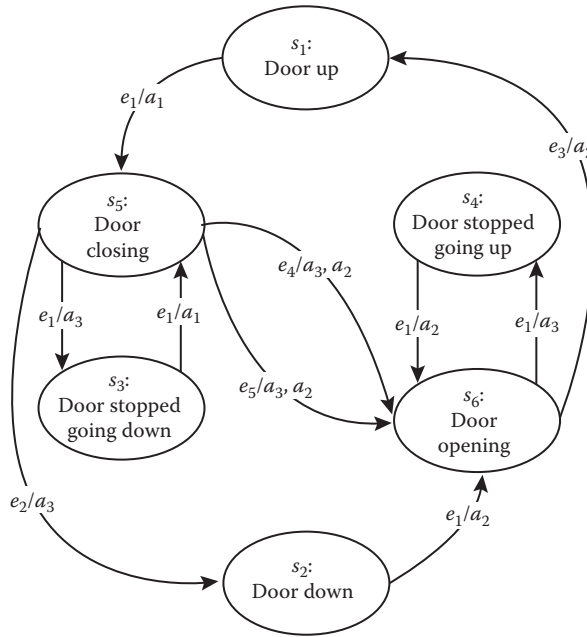 s₁:
Door up
e₁/a₁
e₃/a₃
s₅:
Door
closing
s₄:
Door stopped
going up
e₄/a₃, a₂
e₁/a₃
e₁/a₁
e₁/a₂
e₁/a₃
s₃:
Door stopped
going down
e₅/a₃, a₂
s₆:
Door
opening
e₂/a₃
e₁/a₂
s₂:
Door down